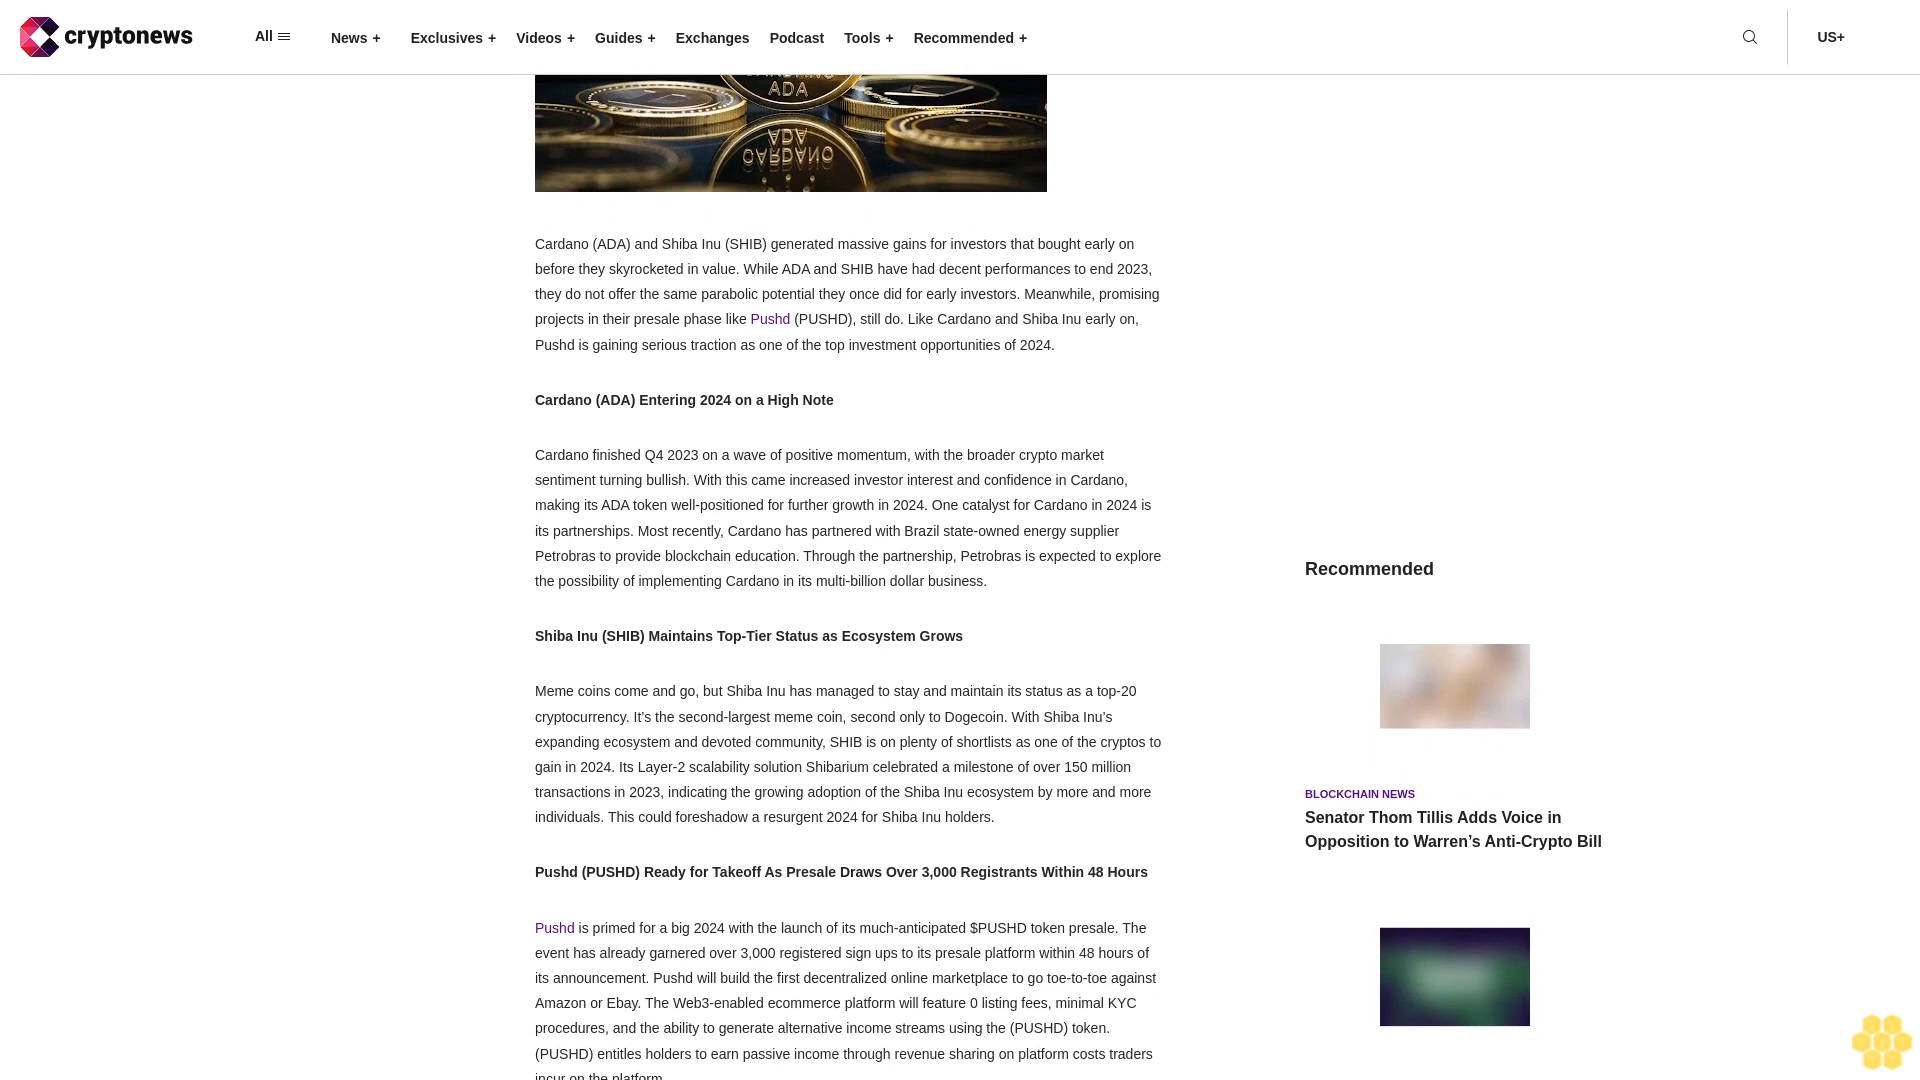 cryptonews
All
News +
Exclusives +
Videos +
Guides +
Exchanges
Podcast
Tools +
Recommended +
US+
ADA
ADA
CARDANO
Cardano (ADA) and Shiba Inu (SHIB) generated massive gains for investors that bought early on
before they skyrocketed in value. While ADA and SHIB have had decent performances to end 2023,
they do not offer the same parabolic potential they once did for early investors. Meanwhile, promising
projects in their presale phase like Pushd (PUSHD), still do. Like Cardano and Shiba Inu early on,
Pushd is gaining serious traction as one of the top investment opportunities of 2024.
Cardano (ADA) Entering 2024 on a High Note
Cardano finished Q4 2023 on a wave of positive momentum, with the broader crypto market
sentiment turning bullish. With this came increased investor interest and confidence in Cardano,
making its ADA token well-positioned for further growth in 2024. One catalyst for Cardano in 2024 is
its partnerships. Most recently, Cardano has partnered with Brazil state-owned energy supplier
Petrobras to provide blockchain education. Through the partnership, Petrobras is expected to explore
the possibility of implementing Cardano in its multi-billion dollar business.
Shiba Inu (SHIB) Maintains Top-Tier Status as Ecosystem Grows
Meme coins come and go, but Shiba Inu has managed to stay and maintain its status as a top-20
cryptocurrency. It’s the second-largest meme coin, second only to Dogecoin. With Shiba Inu’s
expanding ecosystem and devoted community, SHIB is on plenty of shortlists as one of the cryptos to
gain in 2024. Its Layer-2 scalability solution Shibarium celebrated a milestone of over 150 million
transactions in 2023, indicating the growing adoption of the Shiba Inu ecosystem by more and more
individuals. This could foreshadow a resurgent 2024 for Shiba Inu holders.
Pushd (PUSHD) Ready for Takeoff As Presale Draws Over 3,000 Registrants Within 48 Hours
Pushd is primed for a big 2024 with the launch of its much-anticipated $PUSHD token presale. The
event has already garnered over 3,000 registered sign ups to its presale platform within 48 hours of
its announcement. Pushd will build the first decentralized online marketplace to go toe-to-toe against
Amazon or Ebay. The Web3-enabled ecommerce platform will feature 0 listing fees, minimal KYC
procedures, and the ability to generate alternative income streams using the (PUSHD) token.
(PUSHD) entitles holders to earn passive income through revenue sharing on platform costs traders
incur on the platform.
Recommended
BLOCKCHAIN NEWS
Senator Thom Tillis Adds Voice in
Opposition to Warren’s Anti-Crypto Bill